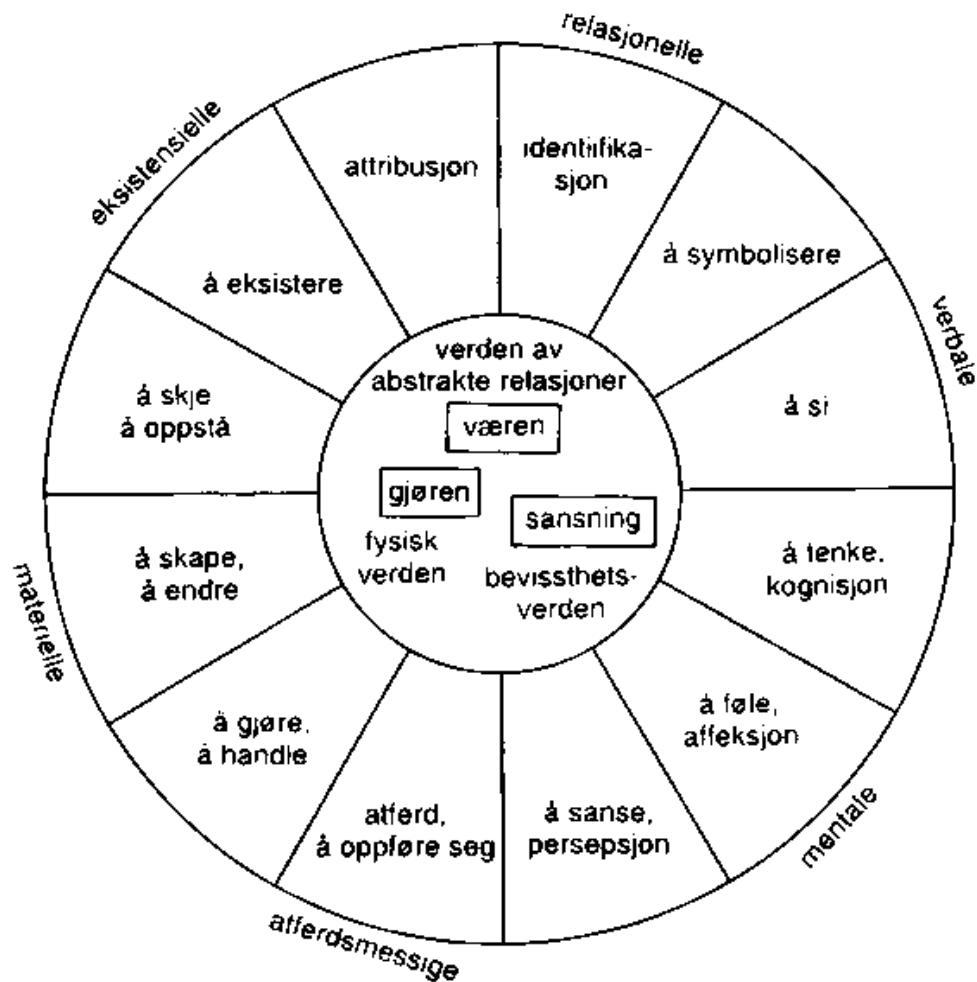 relasjonelle
eksistensielle
verbale
materielle
mentale
atferdsmessige
attribusjon
identiifika-
sjon
å symbolisere
å eksistere
å si
å skje
å oppstå
å tenke,
kognisjon
å skape,
å endre
å føle,
affeksjon
å gjøre,
å handle
atferd,
å oppføre seg
å sanse,
persepsjon
verden av
abstrakte relasjoner
væren
gjøren
fysisk
verden
sansning
bevissthets-
verden